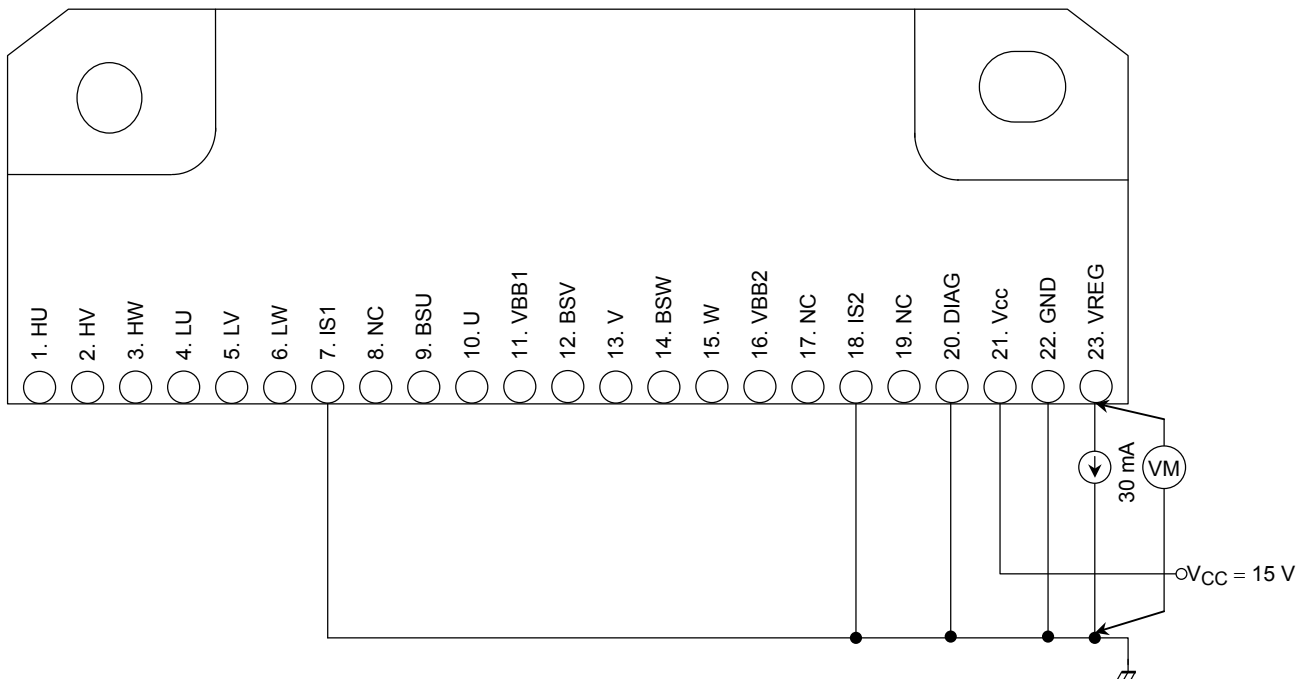 1. HU
2. HV
3. HW
4. LU
5. LV
6. LW
7. IS1
8. NC
9. BSU
10. U
11. VBB1
12. BSV
13. V
14. BSW
15. W
16. VBB2
17. NC
18. IS2
19. NC
20. DIAG
21. Vcc
22. GND
23. VREG
30 mA
VM
VCC = 15 V